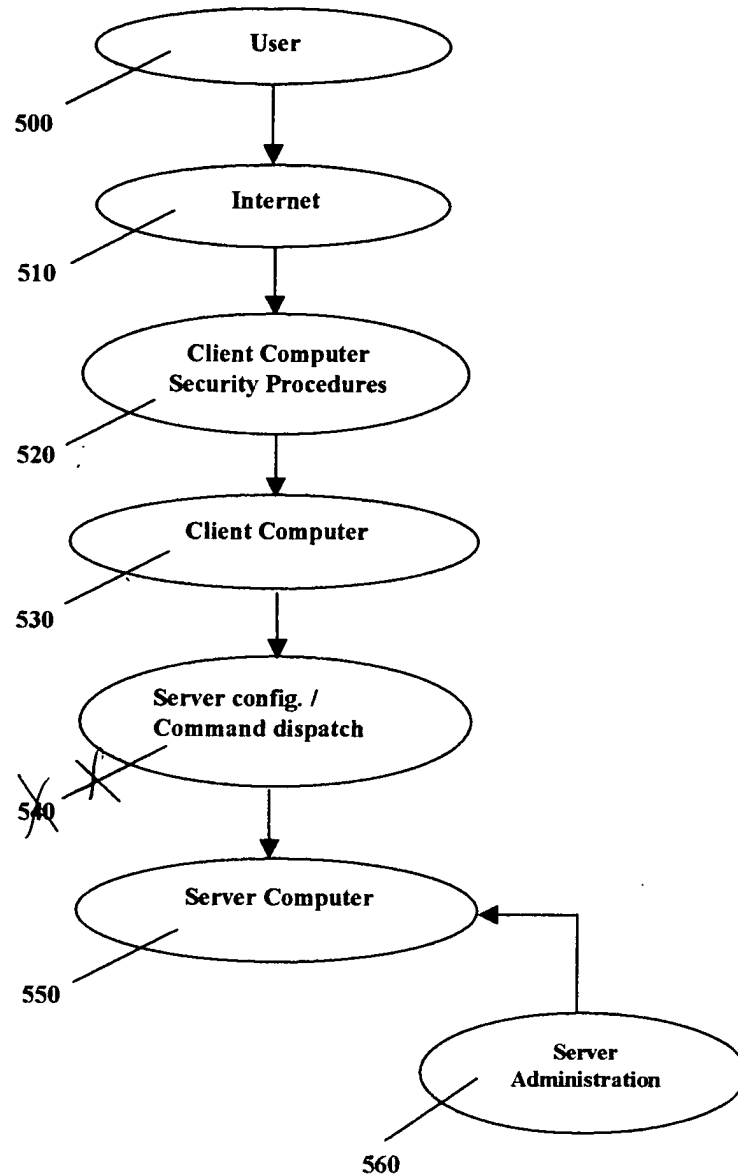 User
500
Internet
510
Client Computer
Security Procedures
520
Client Computer
530
Server config. /
Command dispatch
540
Server Computer
550
Server
Administration
560